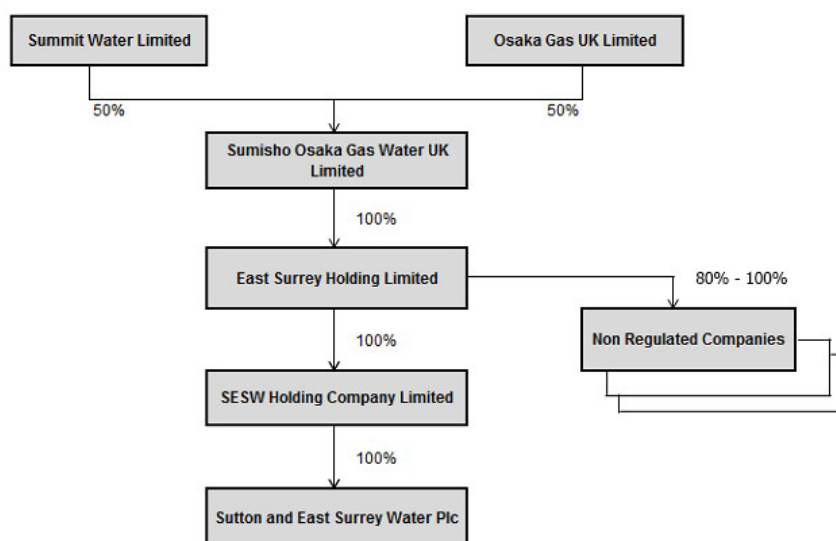 Summit Water Limited
Osaka Gas UK Limited
50%
50%
Sumisho Osaka Gas Water UK
Limited
100%
East Surrey Holding Limited
80% - 100%
Non Regulated Companies
100%
SESW Holding Company Limited
100%
Sutton and East Surrey Water Plc